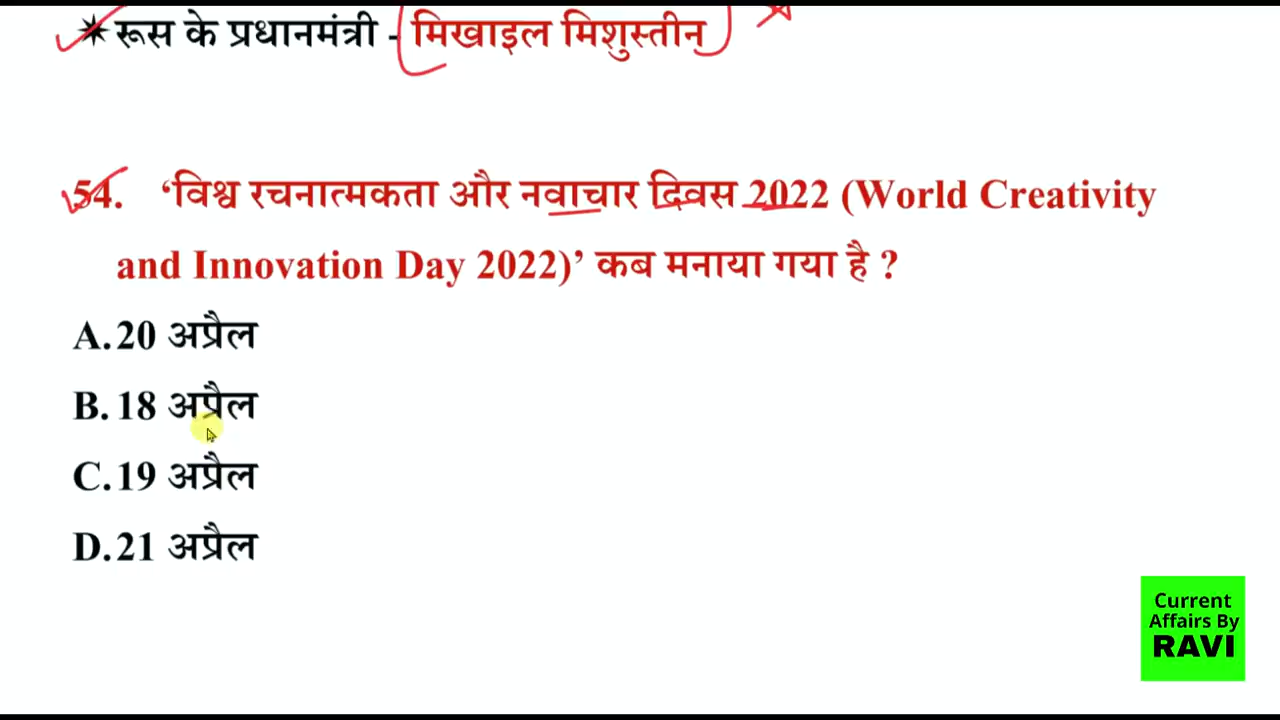 ✶रूस के प्रधानमंत्री - मिखाइल मिशुस्तीन
54. ‘विश्व रचनात्मकता और नवाचार दिवस 2022 (World Creativity
and Innovation Day 2022)’ कब मनाया गया है ?
A. 20 अप्रैल
B. 18 अप्रैल
C. 19 अप्रैल
D. 21 अप्रैल
Current
Affairs By
RAVI